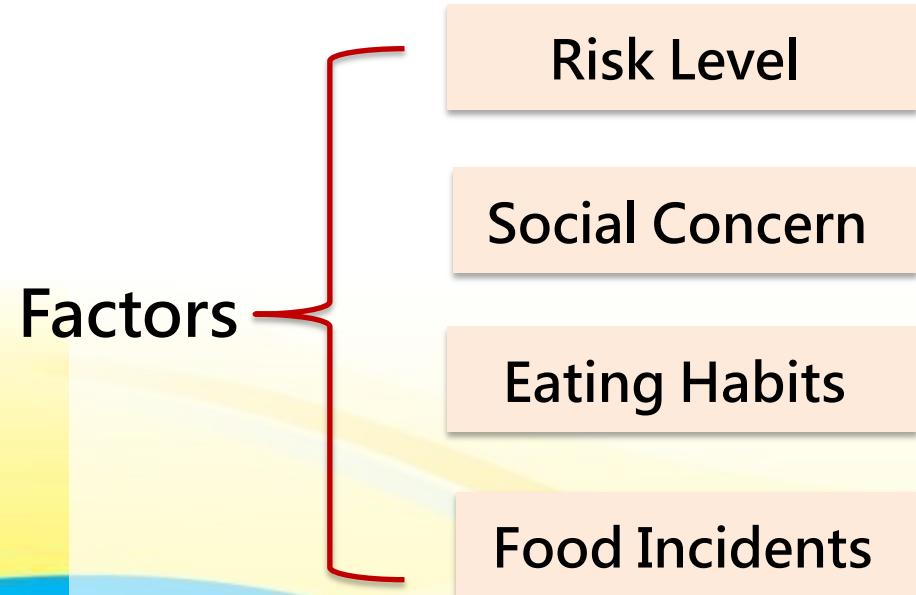 Risk Level
Social Concern
Factors
Eating Habits
Food Incidents